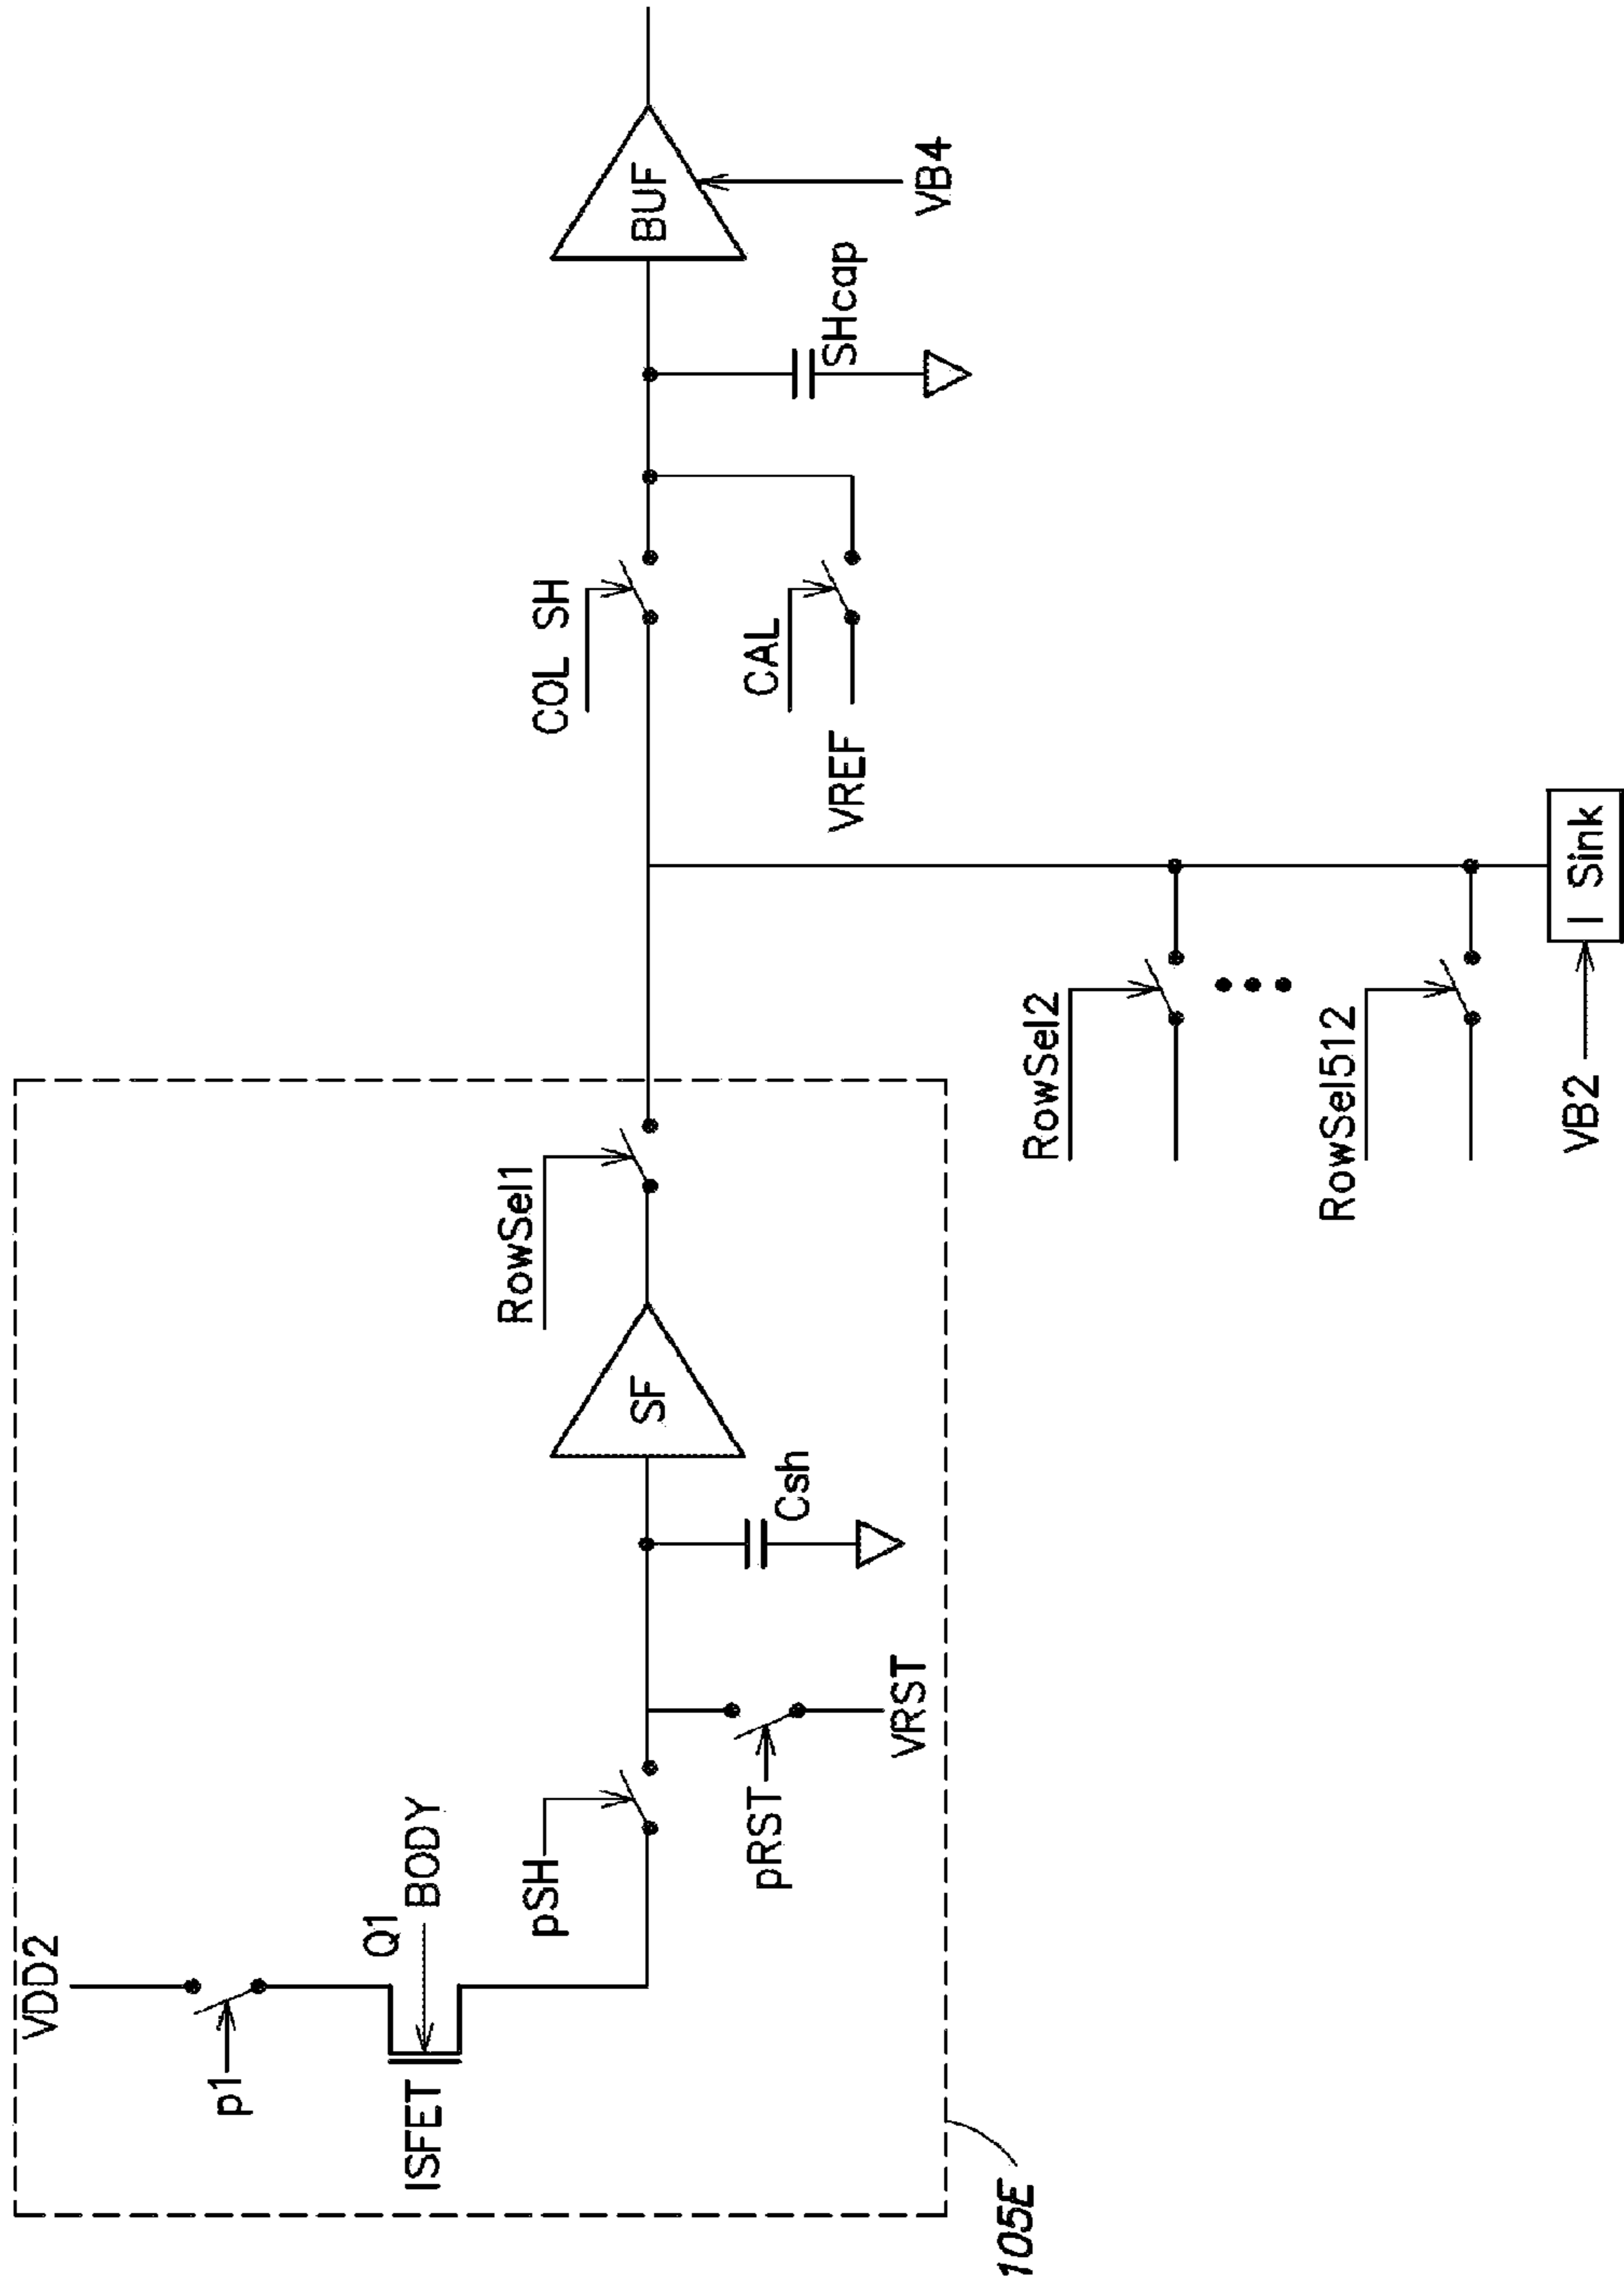 VDD2
p1
Q1
BODY
ISFET
pSH
pRST
VRST
Csh
SF
RowSel1
105E
COL SH
CAL
VREF
BUF
SHcap
VB4
RowSel2
RowSel512
VB2
I Sink